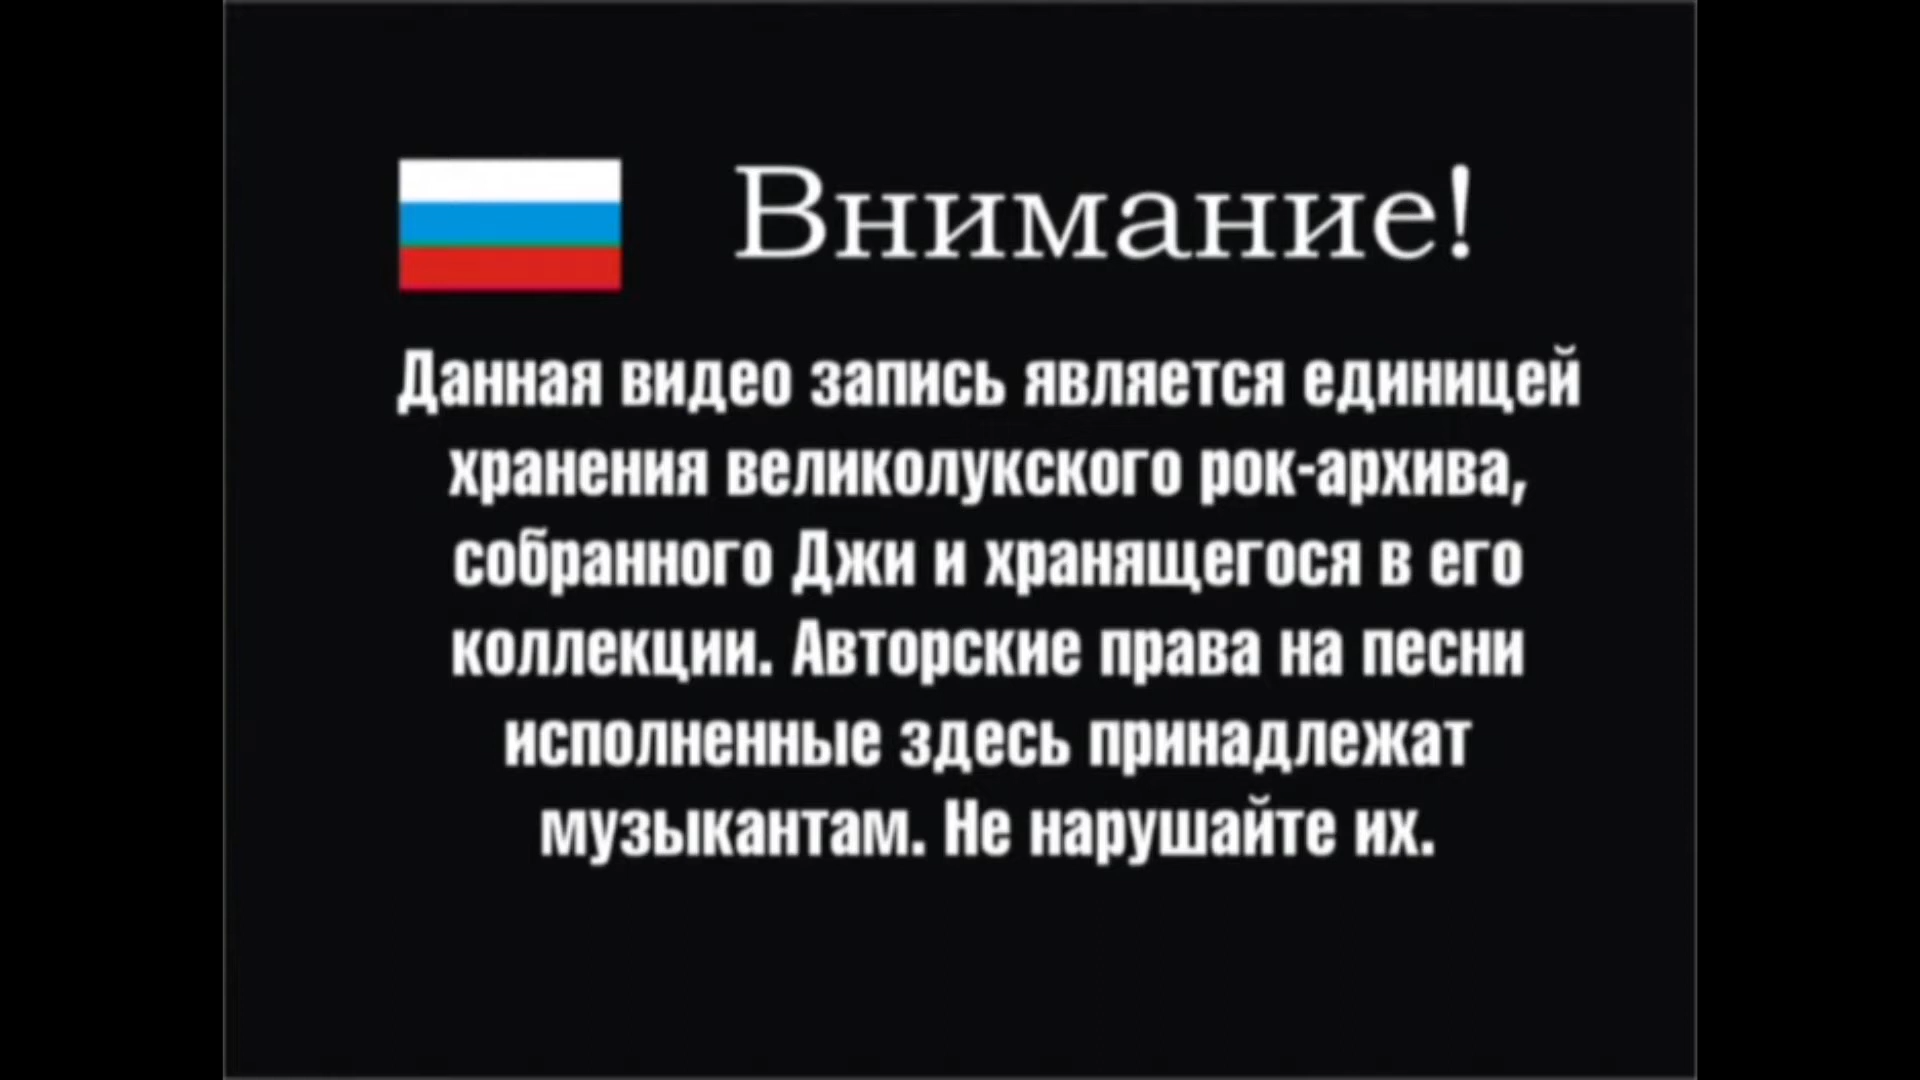 Внимание!
Данная видео запись является единицей
хранения великолукского рок-архива,
собранного Джи и хранящегося в его
коллекции. Авторские права на песни
исполненные здесь принадлежат
музыкантам. Не нарушайте их.